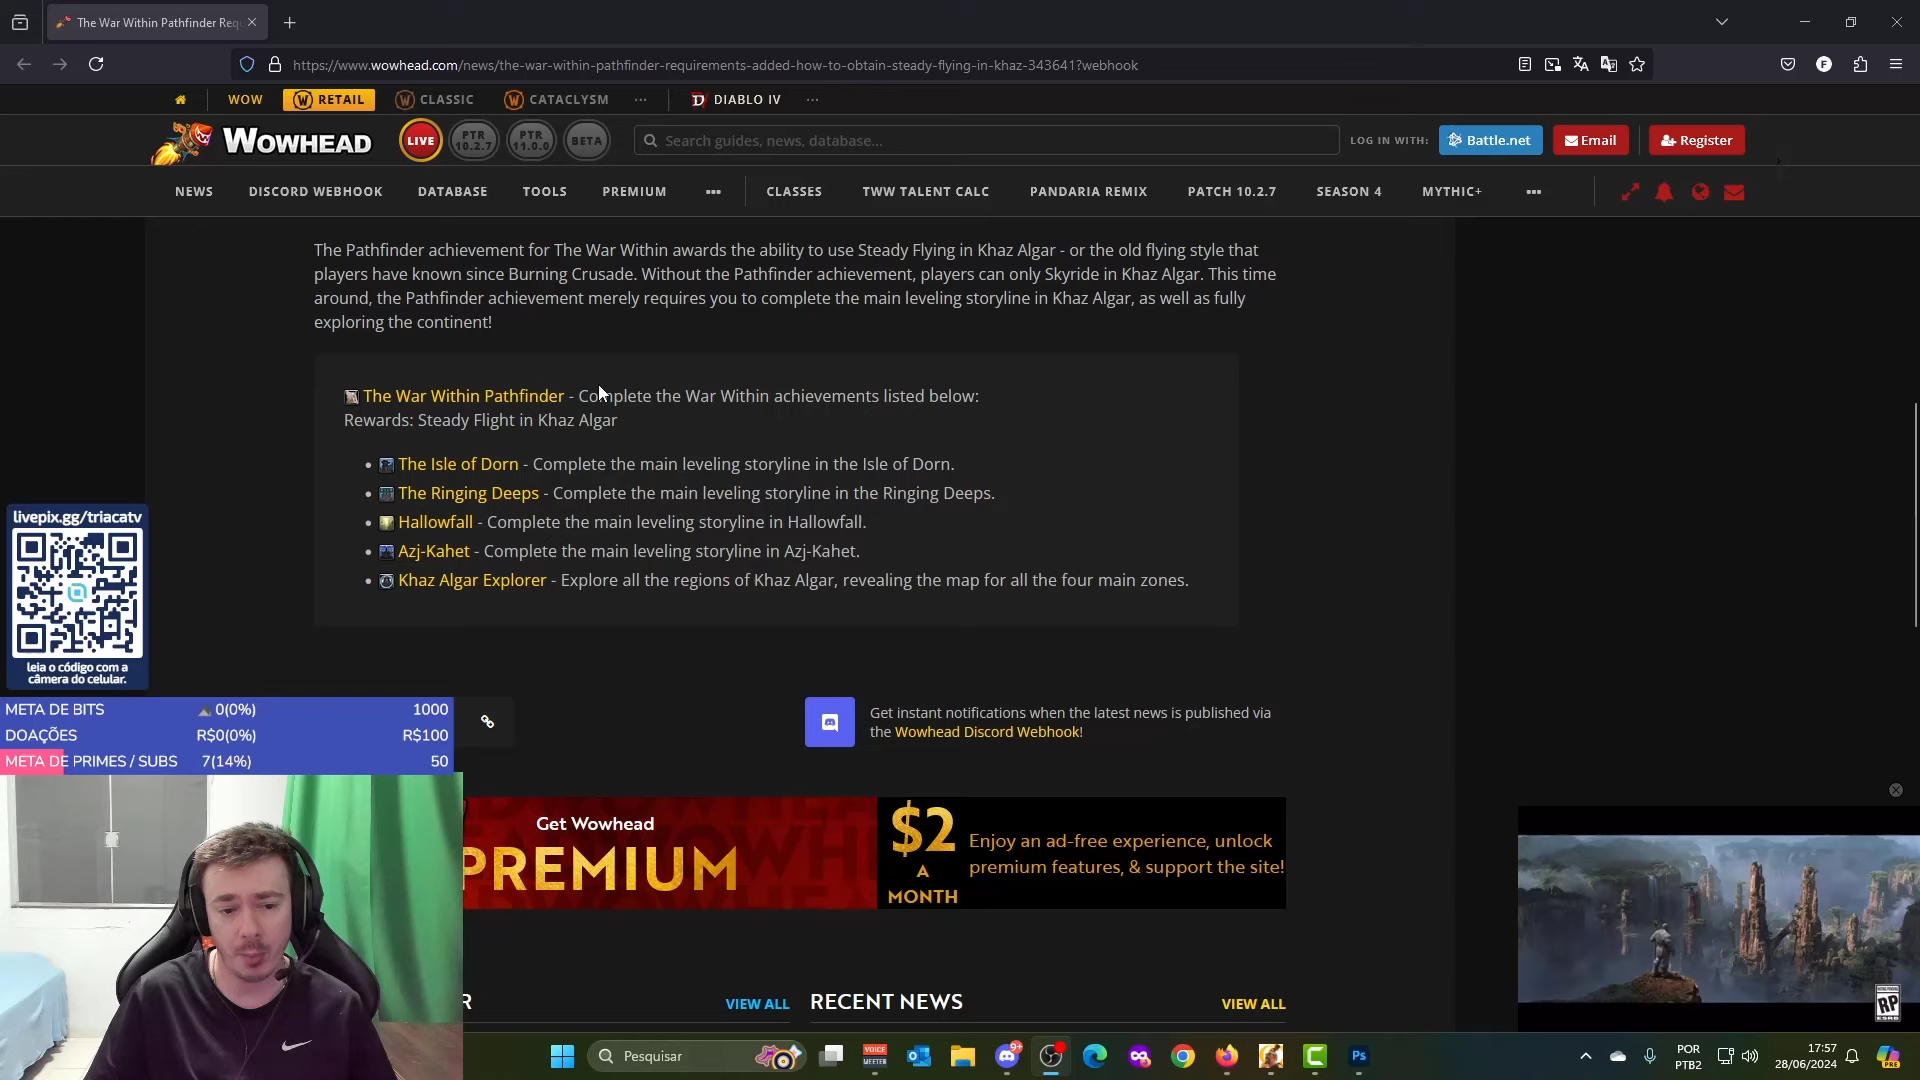 The War Within Pathfinder Req
https://www.wowhead.com/news/the-war-within-pathfinder-requirements-added-how-to-obtain-steady-flying-in-khaz-343641?webhook
WOW RETAIL CLASSIC CATACLYSM ... DIABLO IV ...
WOWHEAD LIVE PTR 10.2.7 PTR 11.0.0 BETA Search guides, news, database... LOG IN WITH: Battle.net Email Register
NEWS DISCORD WEBHOOK DATABASE TOOLS PREMIUM ... CLASSES TWW TALENT CALC PANDARIA REMIX PATCH 10.2.7 SEASON 4 MYTHIC+ ...
The Pathfinder achievement for The War Within awards the ability to use Steady Flying in Khaz Algar - or the old flying style that
players have known since Burning Crusade. Without the Pathfinder achievement, players can only Skyride in Khaz Algar. This time
around, the Pathfinder achievement merely requires you to complete the main leveling storyline in Khaz Algar, as well as fully
exploring the continent!
The War Within Pathfinder - Complete the War Within achievements listed below:
Rewards: Steady Flight in Khaz Algar
• The Isle of Dorn - Complete the main leveling storyline in the Isle of Dorn.
• The Ringing Deeps - Complete the main leveling storyline in the Ringing Deeps.
• Hallowfall - Complete the main leveling storyline in Hallowfall.
• Azj-Kahet - Complete the main leveling storyline in Azj-Kahet.
• Khaz Algar Explorer - Explore all the regions of Khaz Algar, revealing the map for all the four main zones.
livepix.gg/triacatv
leia o código com a
câmera do celular.
META DE BITS 0(0%) 1000
DOAÇÕES R$0(0%) R$100
META DE PRIMES / SUBS 7(14%) 50
Get instant notifications when the latest news is published via
the Wowhead Discord Webhook!
Get Wowhead
PREMIUM
$2
A
MONTH
Enjoy an ad-free experience, unlock
premium features, & support the site!
RP
ESRB
R VIEW ALL RECENT NEWS VIEW ALL
Pesquisar
VOICE
MEETER
9+
Ps
POR
PTB2
17:57
28/06/2024
PRE